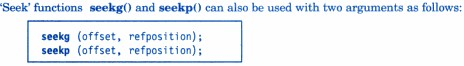 'Seek' functions seekg() and seekp() can also be used with two arguments as follows:
seekg (offset, refposition);
seekp (offset, refposition);